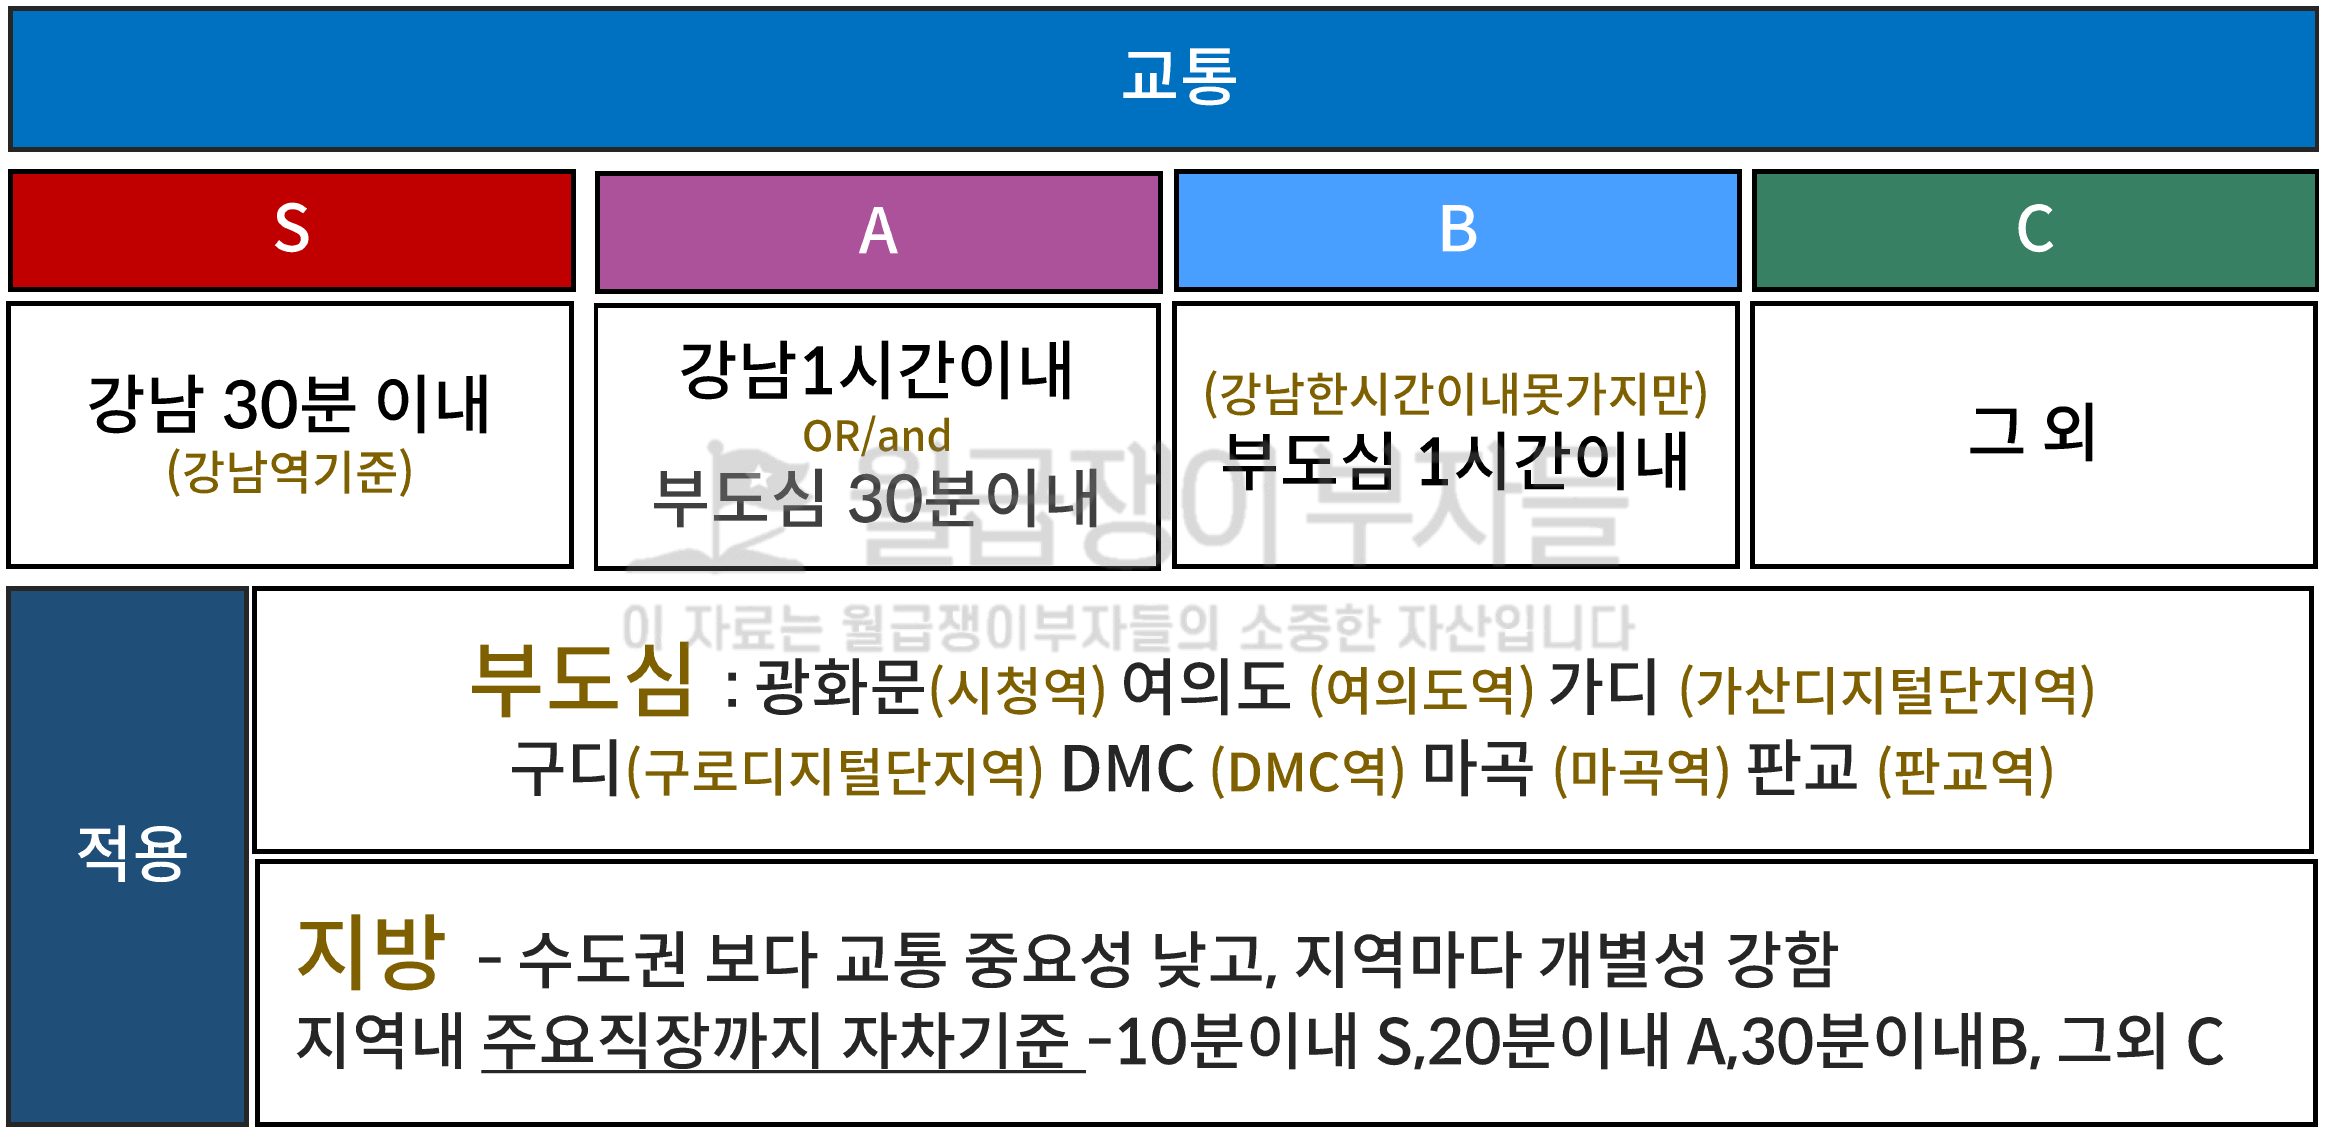 교통
S
A
B
C
강남 30분 이내
(강남역기준)
강남1시간이내
OR/and
부도심 30분이내
(강남한시간이내못가지만)
부도심 1시간이내
그 외
월급쟁이부자들
이 자료는 월급쟁이부자들의 소중한 자산입니다
적용
부도심 : 광화문(시청역) 여의도 (여의도역) 가디 (가산디지털단지역)
구디(구로디지털단지역) DMC (DMC역) 마곡 (마곡역) 판교 (판교역)
지방 - 수도권 보다 교통 중요성 낮고, 지역마다 개별성 강함
지역내 주요직장까지 자차기준 -10분이내 S,20분이내 A,30분이내B, 그외 C